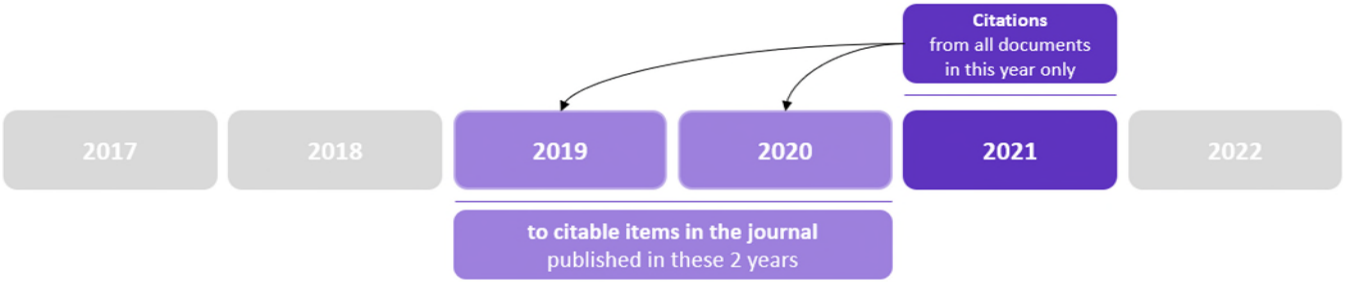 Citations
from all documents
in this year only
2017
2018
2019
2020
2021
2022
to citable items in the journal
published in these 2 years